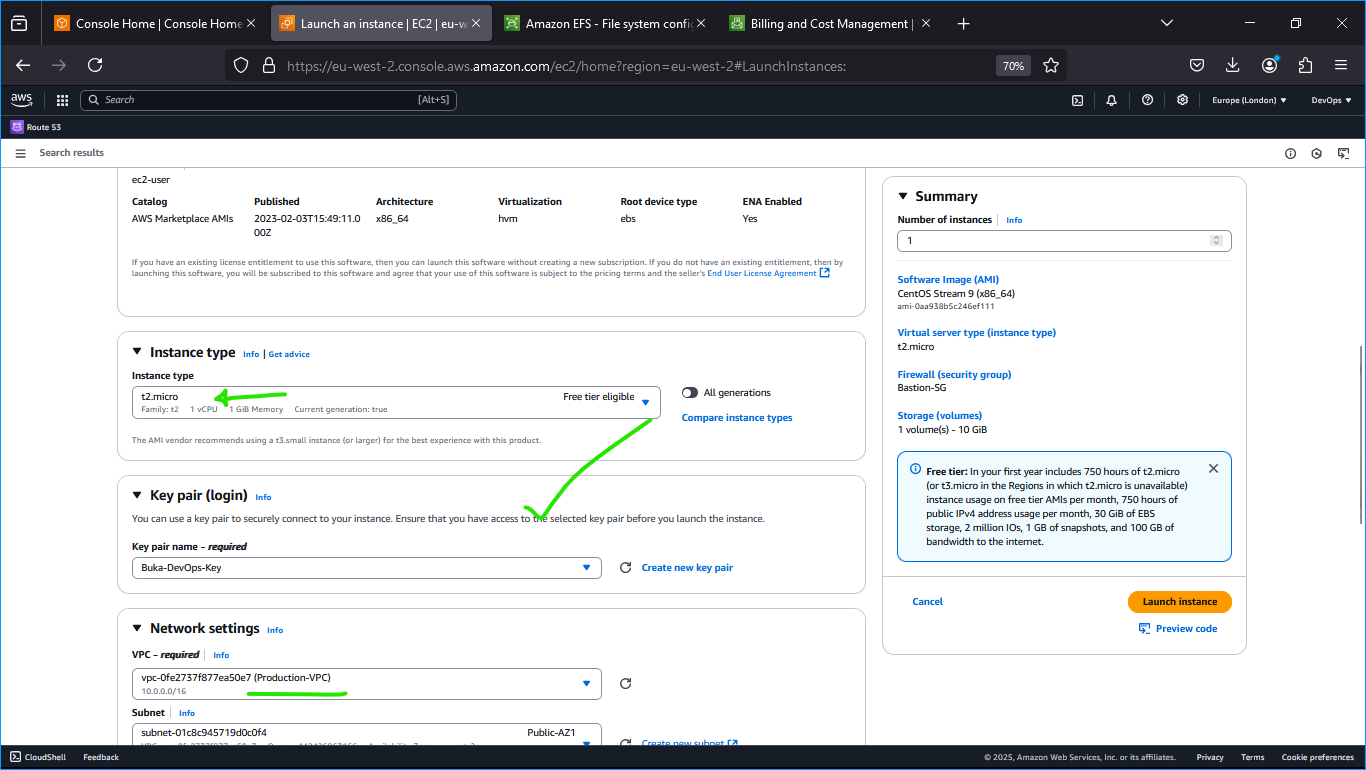 Console Home | Console Home
Launch an instance | EC2 | eu-w
Amazon EFS - File system confi
Billing and Cost Management |
https://eu-west-2.console.aws.amazon.com/ec2/home?region=eu-west-2#LaunchInstances:
70%
aws
Search
[Alt+S]
Europe (London)
DevOps
Route 53
Search results
ec2-user
Catalog
Published
Architecture
Virtualization
Root device type
ENA Enabled
AWS Marketplace AMIs
2023-02-03T15:49:11.0
00Z
x86_64
hvm
ebs
Yes
If you have an existing license entitlement to use this software, then you can launch this software without creating a new subscription. If you do not have an existing entitlement, then by
launching this software, you will be subscribed to this software and agree that your use of this software is subject to the pricing terms and the seller's End User License Agreement
Instance type Info | Get advice
Instance type
t2.micro
Free tier eligible
Family: t2 1 vCPU 1 GiB Memory Current generation: true
All generations
Compare instance types
The AMI vendor recommends using a t3.small instance (or larger) for the best experience with this product.
Key pair (login) Info
You can use a key pair to securely connect to your instance. Ensure that you have access to the selected key pair before you launch the instance.
Key pair name – required
Buka-DevOps-Key
Create new key pair
Network settings Info
VPC – required | Info
vpc-0fe2737f877ea50e7 (Production-VPC)
10.0.0.0/16
Subnet | Info
subnet-01c8c945719d0c0f4
Public-AZ1
Create new subnet
Summary
Number of instances | Info
1
Software Image (AMI)
CentOS Stream 9 (x86_64)
ami-0aa938b5c246ef111
Virtual server type (instance type)
t2.micro
Firewall (security group)
Bastion-SG
Storage (volumes)
1 volume(s) - 10 GiB
Free tier: In your first year includes 750 hours of t2.micro
(or t3.micro in the Regions in which t2.micro is unavailable)
instance usage on free tier AMIs per month, 750 hours of
public IPv4 address usage per month, 30 GiB of EBS
storage, 2 million IOs, 1 GB of snapshots, and 100 GB of
bandwidth to the internet.
Cancel
Launch instance
Preview code
CloudShell
Feedback
© 2025, Amazon Web Services, Inc. or its affiliates.
Privacy
Terms
Cookie preferences